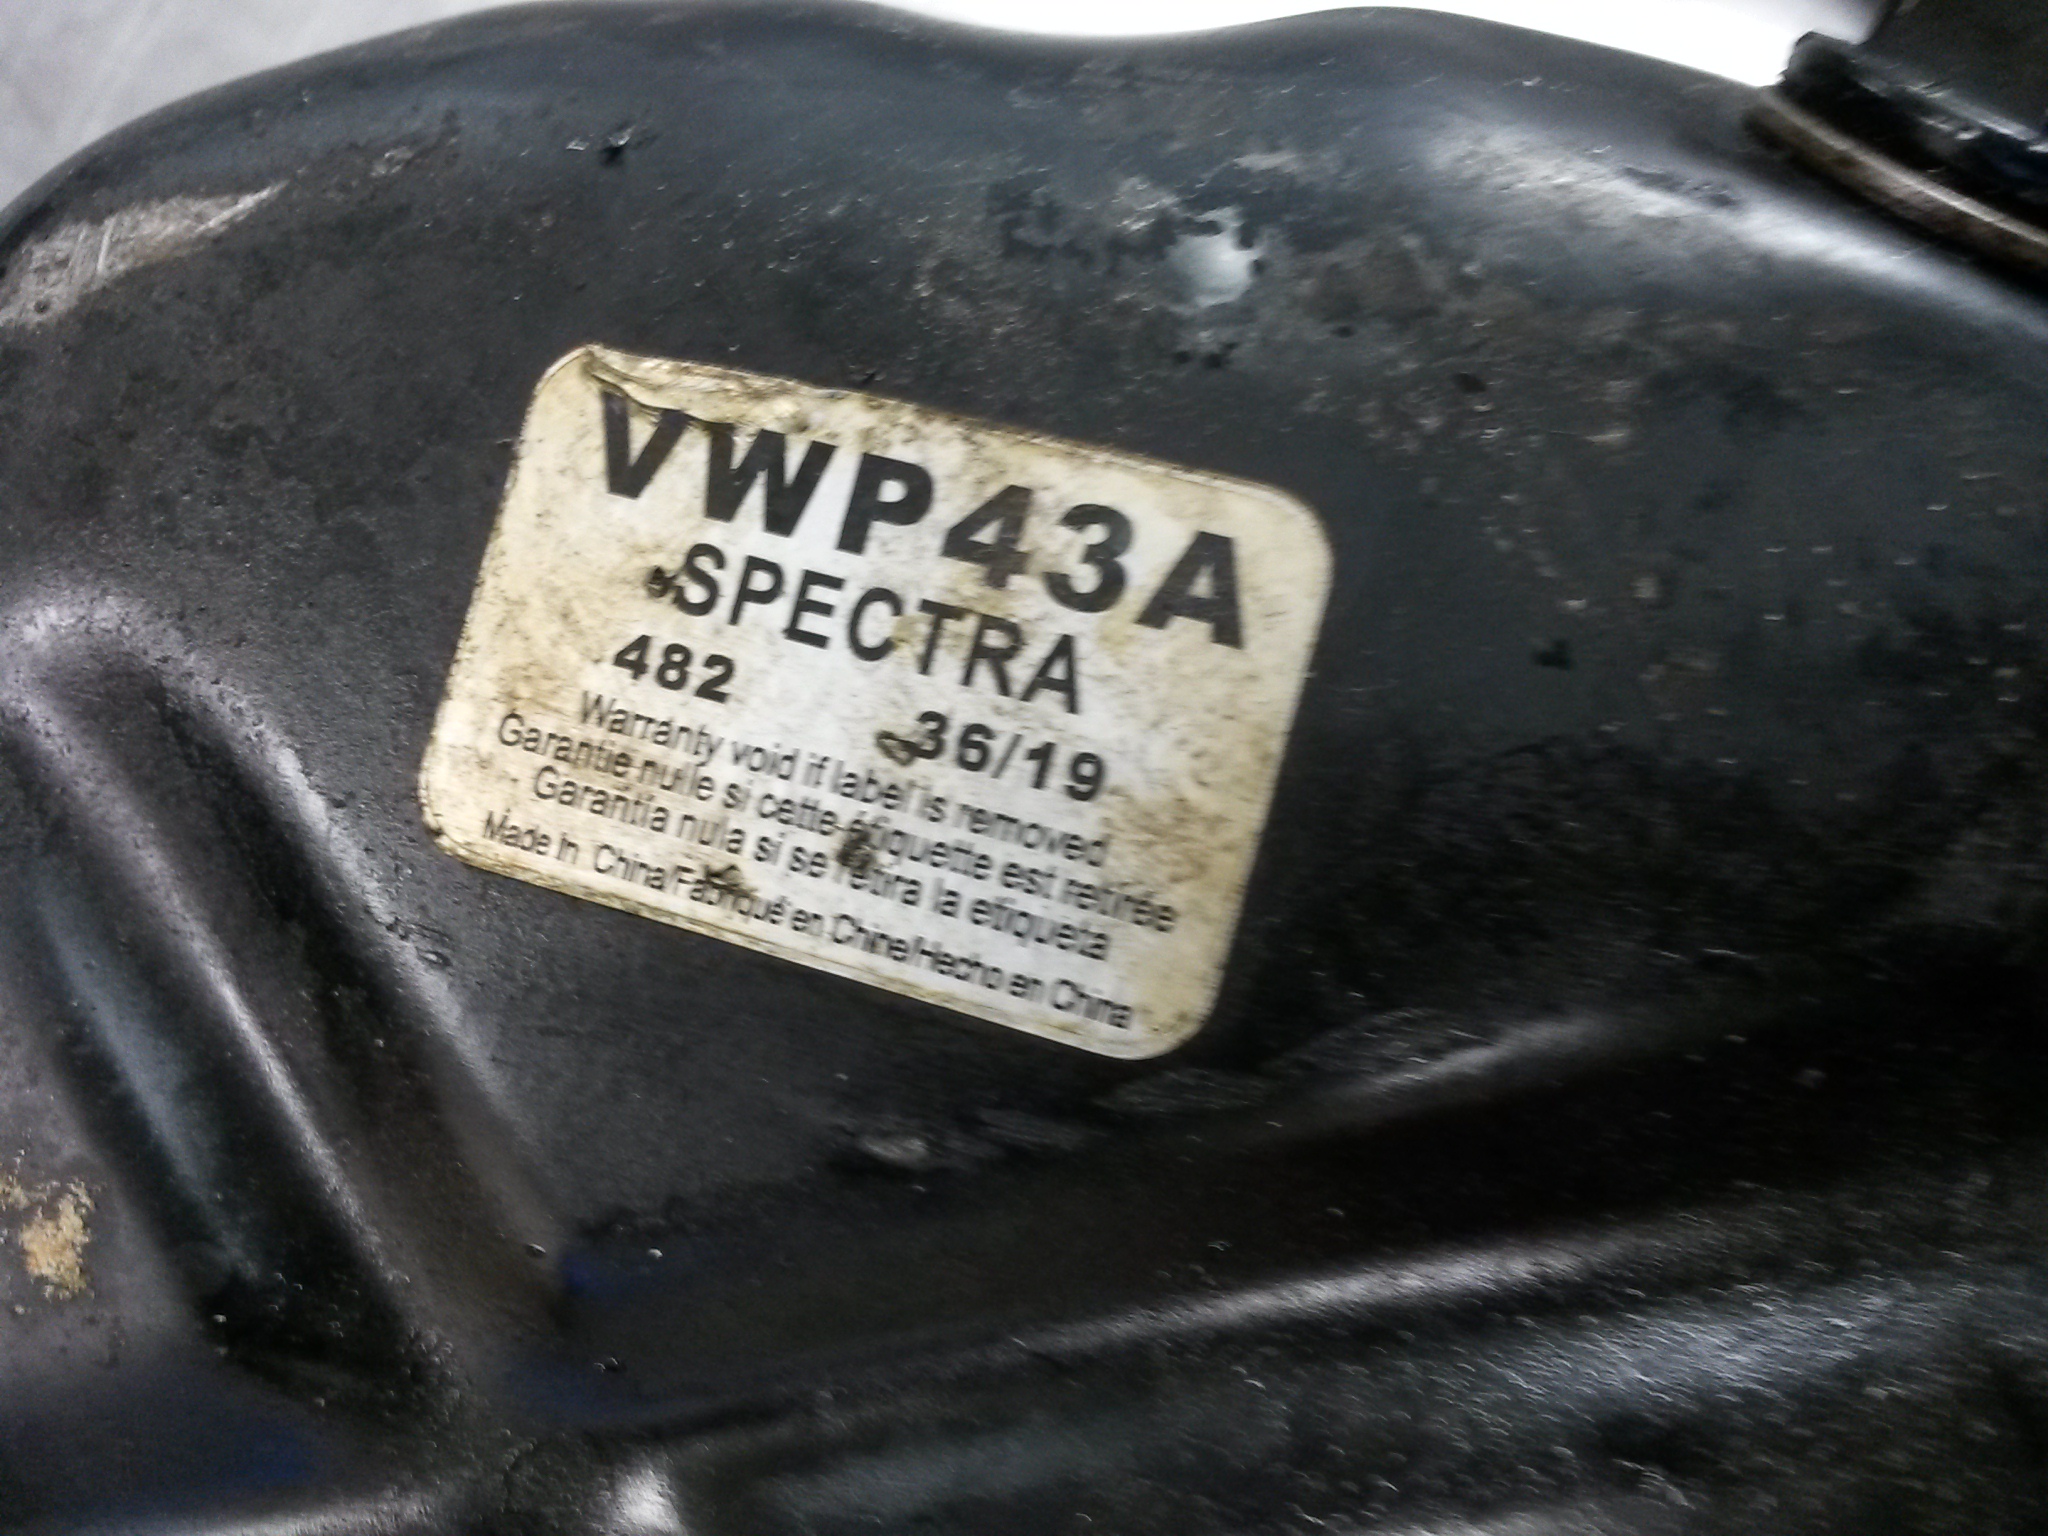 VWP43A
SPECTRA
482 36/19
Warranty void if label is removed
Garantie nulle si cette étiquette est retirée
Garantía nula si se retira la etiqueta
Made in China/Fabriqué en Chine/Hecho en China